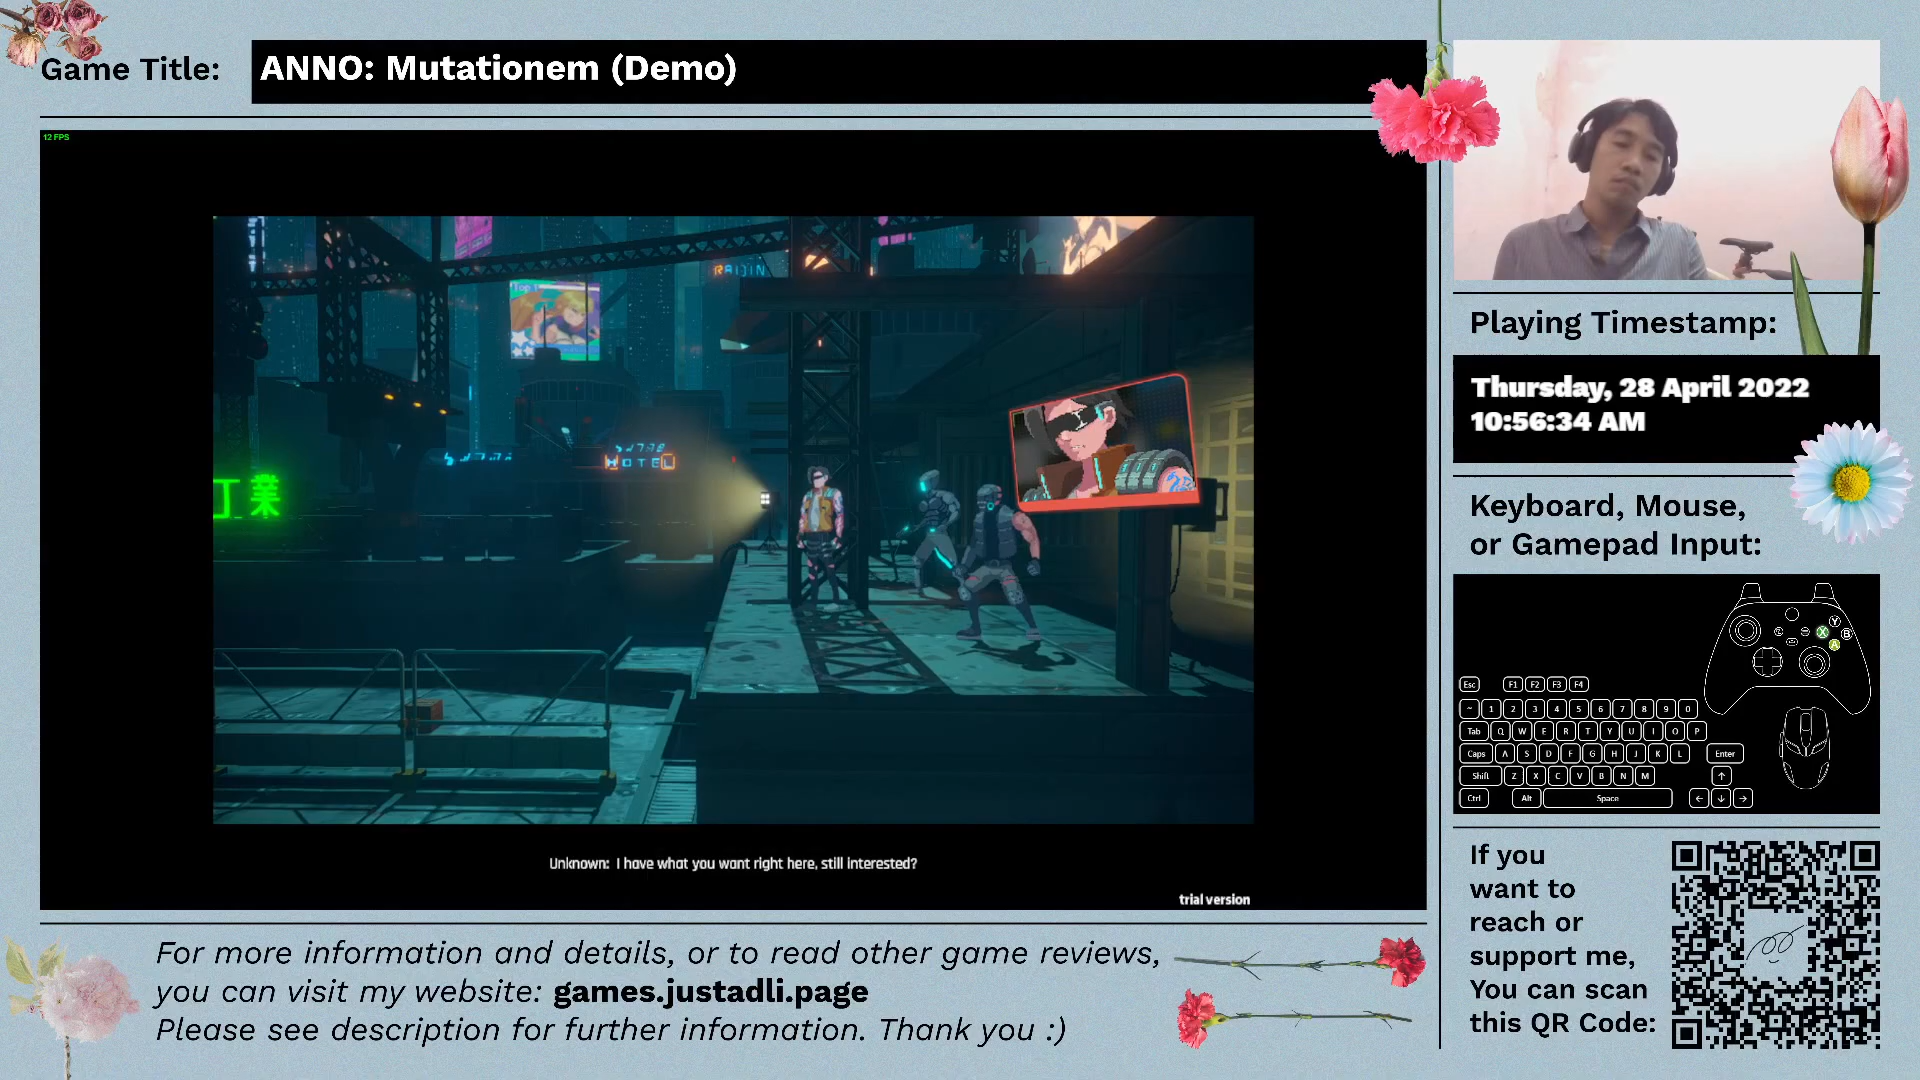 Game Title:
ANNO: Mutationem (Demo)
12 FPS
Top 1
RAIJIN
HOTEL
丁業
Unknown: I have what you want right here, still interested?
trial version
Playing Timestamp:
Thursday, 28 April 2022
10:56:34 AM
Keyboard, Mouse,
or Gamepad Input:
Y
X B
A
Esc F1 F2 F3 F4
~ 1 2 3 4 5 6 7 8 9 0
Tab Q W E R T Y U I O P
Caps A S D F G H J K L Enter
Shift Z X C V B N M ↑
Ctrl Alt Space ← ↓ →
If you
want to
reach or
support me,
You can scan
this QR Code:
For more information and details, or to read other game reviews,
you can visit my website: games.justadli.page
Please see description for further information. Thank you :)